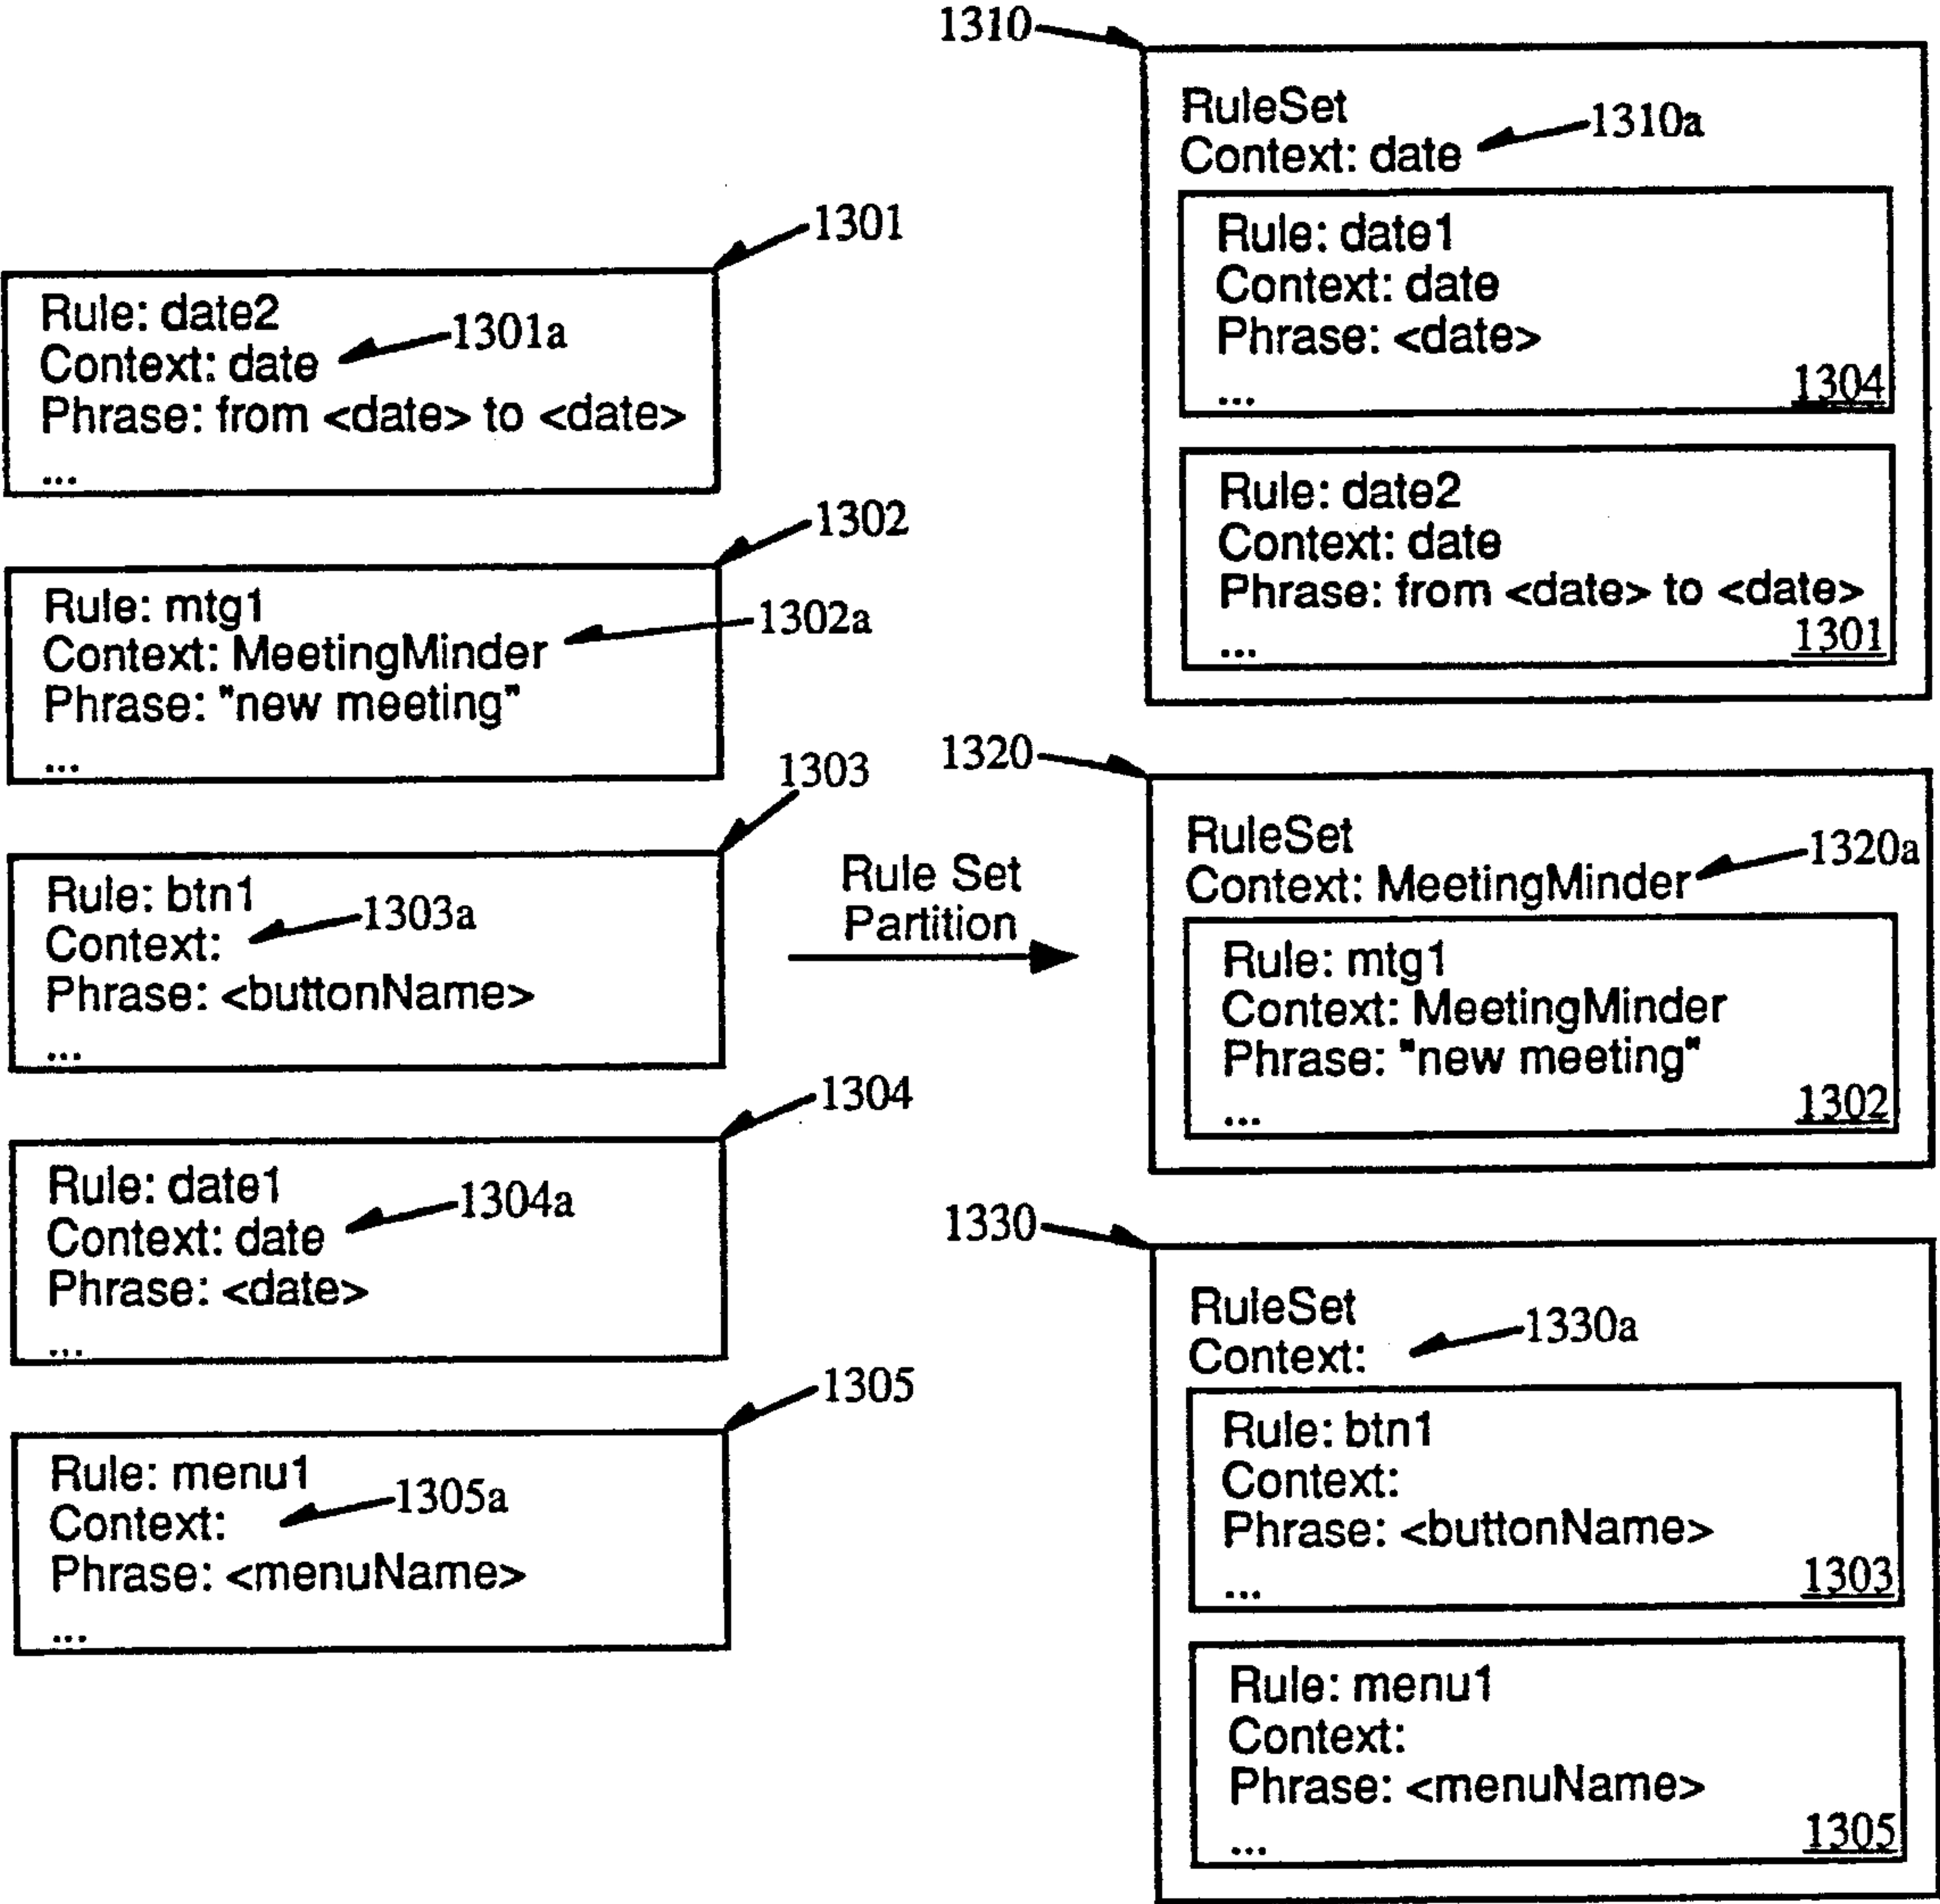 1301
Rule: date2
Context: date
1301a
Phrase: from <date> to <date>
...
1302
Rule: mtg1
Context: MeetingMinder
1302a
Phrase: "new meeting"
...
1303
Rule: btn1
Context:
1303a
Phrase: <buttonName>
...
1304
Rule: date1
Context: date
1304a
Phrase: <date>
...
1305
Rule: menu1
Context:
1305a
Phrase: <menuName>
...
Rule Set
Partition
1310
RuleSet
Context: date
1310a
Rule: date1
Context: date
Phrase: <date>
...
1304
Rule: date2
Context: date
Phrase: from <date> to <date>
...
1301
1320
RuleSet
Context: MeetingMinder
1320a
Rule: mtg1
Context: MeetingMinder
Phrase: "new meeting"
...
1302
1330
RuleSet
Context:
1330a
Rule: btn1
Context:
Phrase: <buttonName>
...
1303
Rule: menu1
Context:
Phrase: <menuName>
...
1305